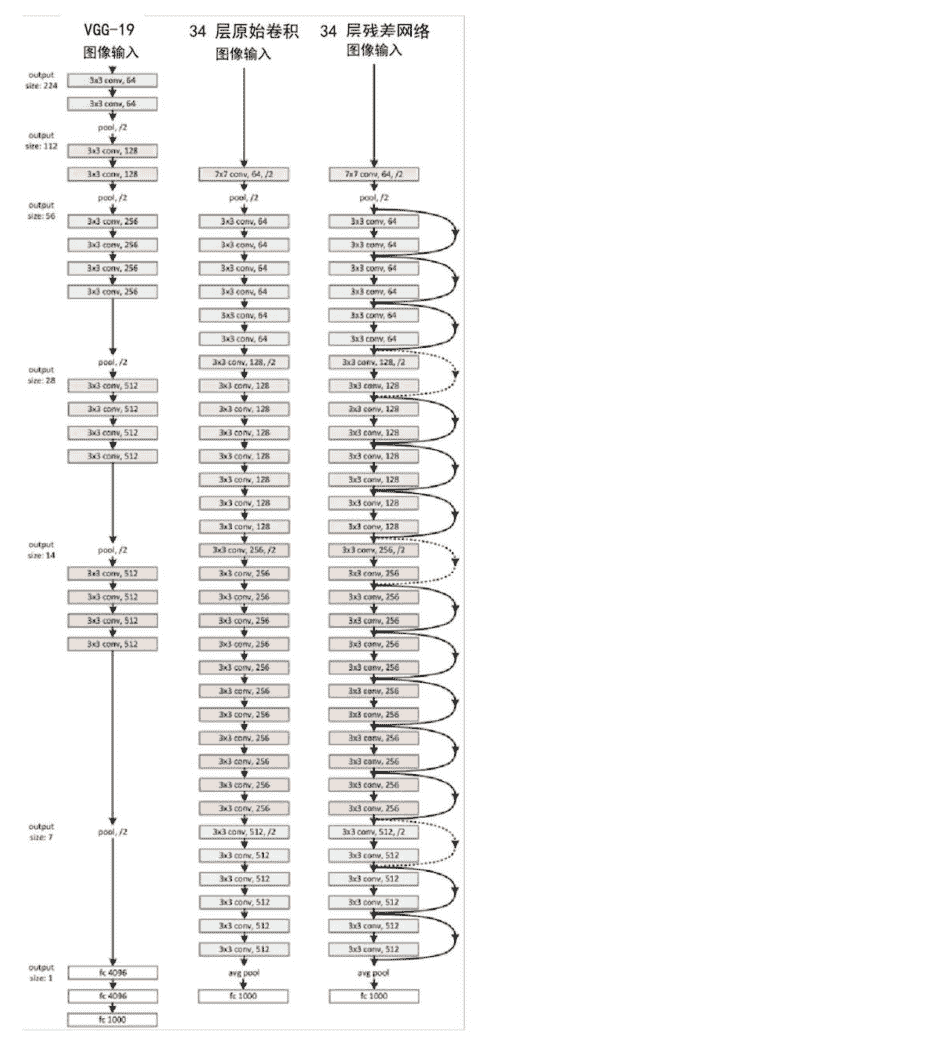 output
size: 224
output
size: 112
output
size: 56
output
size: 28
output
size: 14
output
size: 7
output
size: 1
VGG-19
图像输入
3x3 conv, 64
3x3 conv, 64
pool, /2
3x3 conv, 128
3x3 conv, 128
pool, /2
3x3 conv, 256
3x3 conv, 256
3x3 conv, 256
3x3 conv, 256
pool, /2
3x3 conv, 512
3x3 conv, 512
3x3 conv, 512
3x3 conv, 512
pool, /2
3x3 conv, 512
3x3 conv, 512
3x3 conv, 512
3x3 conv, 512
pool, /2
fc 4096
fc 4096
fc 1000
34 层原始卷积
图像输入
7x7 conv, 64, /2
pool, /2
3x3 conv, 64
3x3 conv, 64
3x3 conv, 64
3x3 conv, 64
3x3 conv, 64
3x3 conv, 64
3x3 conv, 128, /2
3x3 conv, 128
3x3 conv, 128
3x3 conv, 128
3x3 conv, 128
3x3 conv, 128
3x3 conv, 128
3x3 conv, 128
3x3 conv, 256, /2
3x3 conv, 256
3x3 conv, 256
3x3 conv, 256
3x3 conv, 256
3x3 conv, 256
3x3 conv, 256
3x3 conv, 256
3x3 conv, 256
3x3 conv, 256
3x3 conv, 256
3x3 conv, 256
3x3 conv, 512, /2
3x3 conv, 512
3x3 conv, 512
3x3 conv, 512
3x3 conv, 512
3x3 conv, 512
avg pool
fc 1000
34 层残差网络
图像输入
7x7 conv, 64, /2
pool, /2
3x3 conv, 64
3x3 conv, 64
3x3 conv, 64
3x3 conv, 64
3x3 conv, 64
3x3 conv, 64
3x3 conv, 128, /2
3x3 conv, 128
3x3 conv, 128
3x3 conv, 128
3x3 conv, 128
3x3 conv, 128
3x3 conv, 128
3x3 conv, 128
3x3 conv, 256, /2
3x3 conv, 256
3x3 conv, 256
3x3 conv, 256
3x3 conv, 256
3x3 conv, 256
3x3 conv, 256
3x3 conv, 256
3x3 conv, 256
3x3 conv, 256
3x3 conv, 256
3x3 conv, 256
3x3 conv, 512, /2
3x3 conv, 512
3x3 conv, 512
3x3 conv, 512
3x3 conv, 512
3x3 conv, 512
avg pool
fc 1000